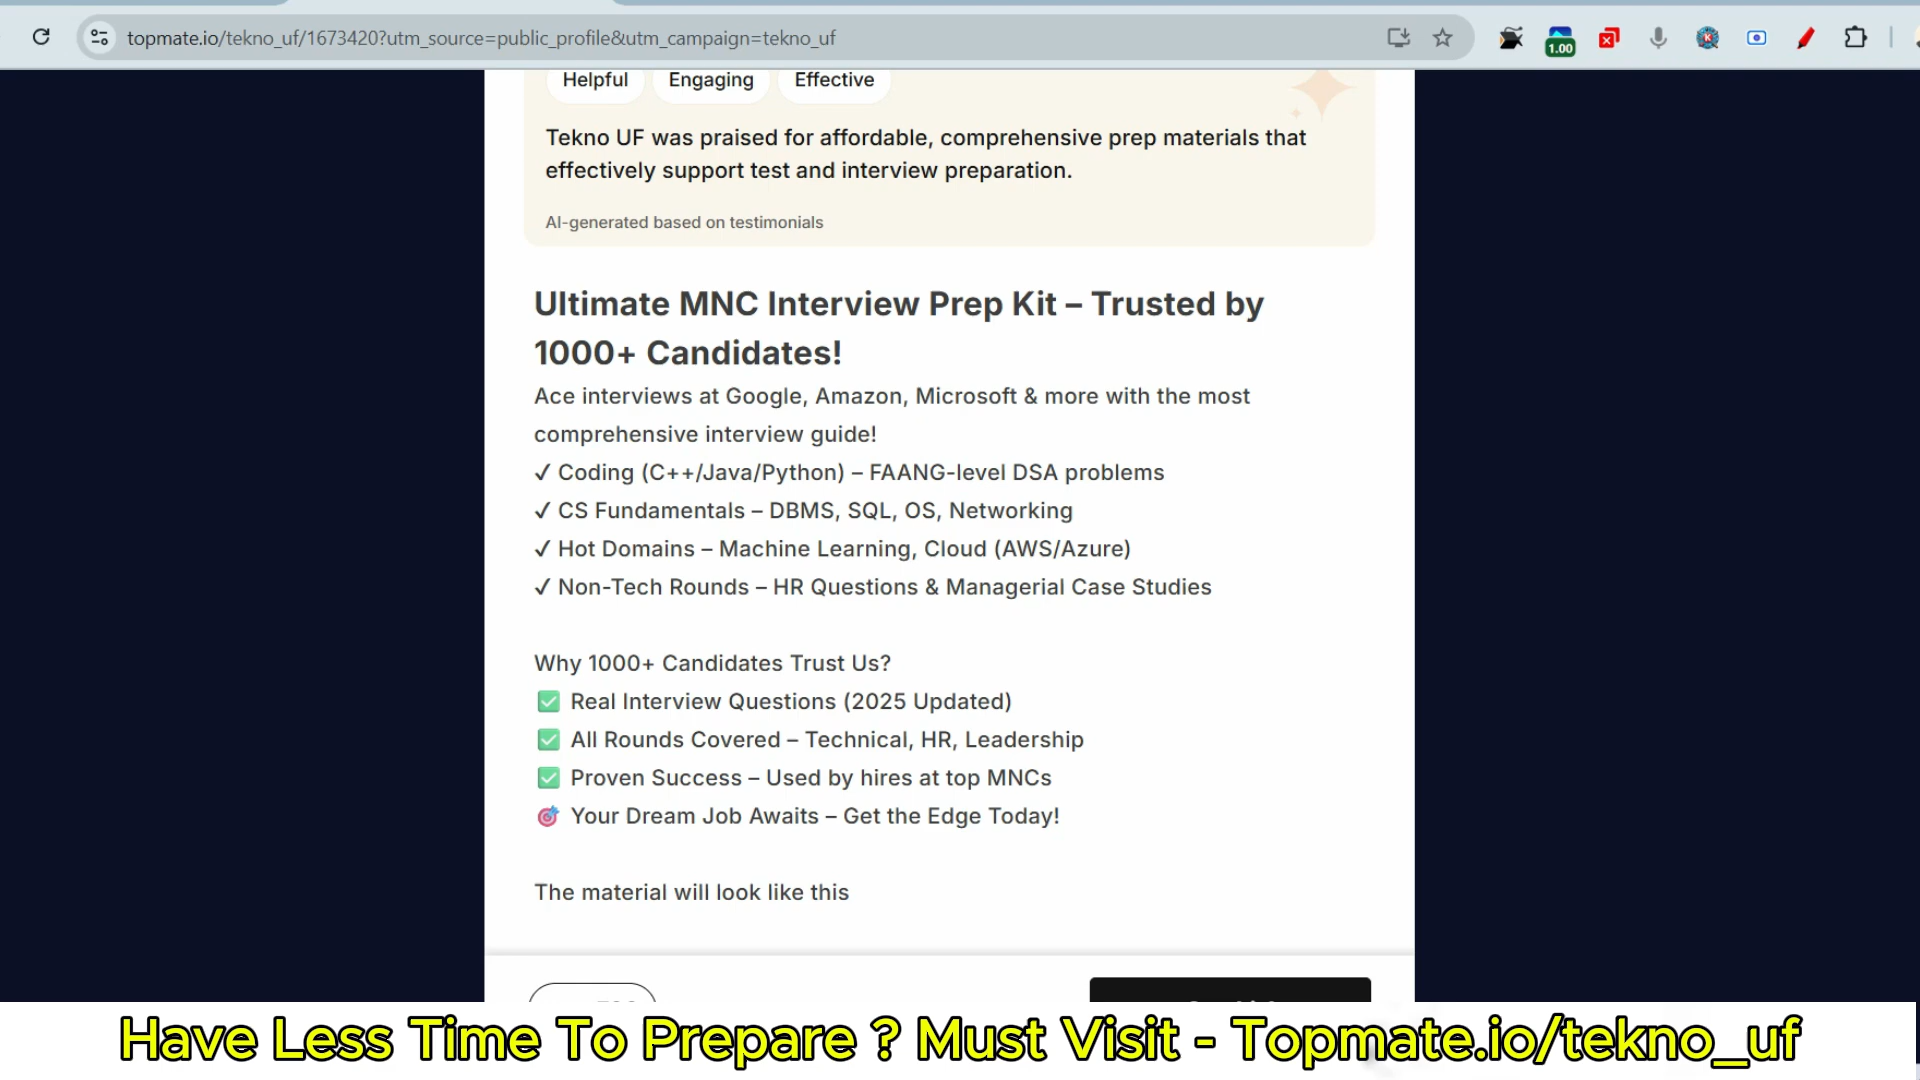 topmate.io/tekno_uf/1673420?utm_source=public_profile&utm_campaign=tekno_uf
1.00
Helpful Engaging Effective
Tekno UF was praised for affordable, comprehensive prep materials that
effectively support test and interview preparation.
AI-generated based on testimonials
Ultimate MNC Interview Prep Kit – Trusted by
1000+ Candidates!
Ace interviews at Google, Amazon, Microsoft & more with the most
comprehensive interview guide!
✓ Coding (C++/Java/Python) – FAANG-level DSA problems
✓ CS Fundamentals – DBMS, SQL, OS, Networking
✓ Hot Domains – Machine Learning, Cloud (AWS/Azure)
✓ Non-Tech Rounds – HR Questions & Managerial Case Studies
Why 1000+ Candidates Trust Us?
✅ Real Interview Questions (2025 Updated)
✅ All Rounds Covered – Technical, HR, Leadership
✅ Proven Success – Used by hires at top MNCs
🎯 Your Dream Job Awaits – Get the Edge Today!
The material will look like this
Have Less Time To Prepare ? Must Visit - Topmate.io/tekno_uf